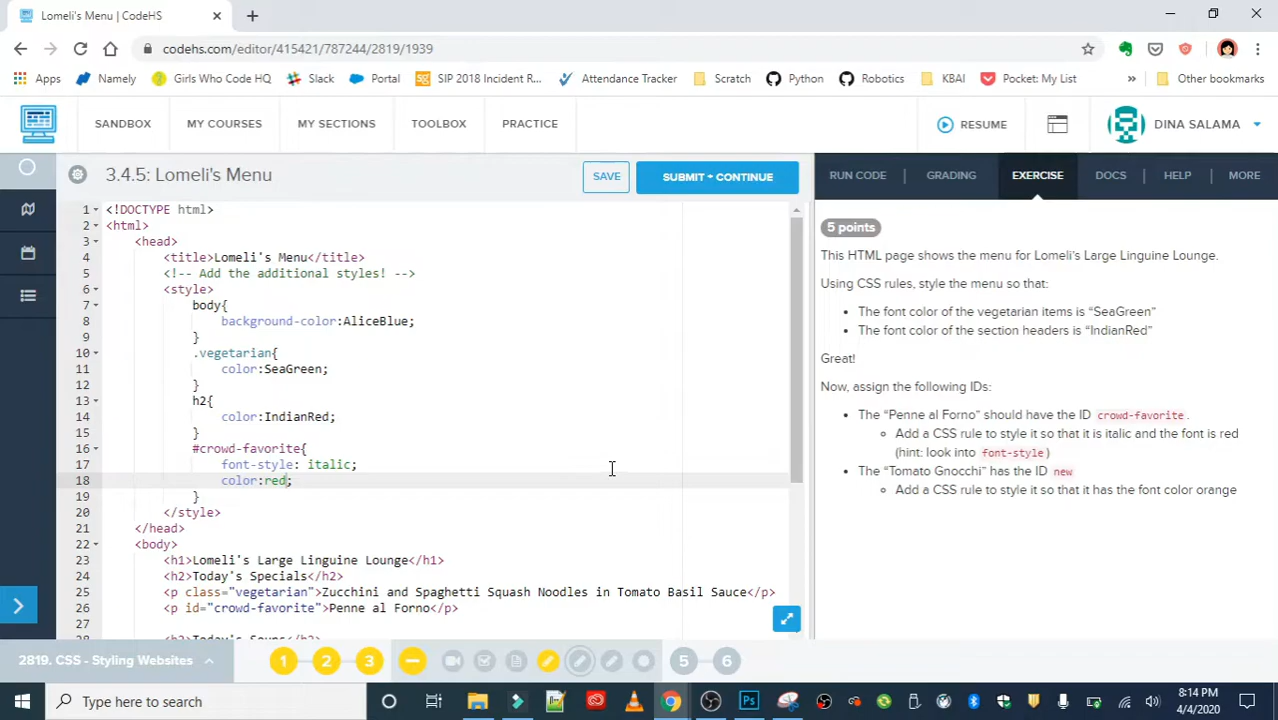 Lomeli's Menu | CodeHS
codehs.com/editor/415421/787244/2819/1939
Apps Namely Girls Who Code HQ Slack Portal SIP 2018 Incident R... Attendance Tracker Scratch Python Robotics KBAI Pocket: My List » Other bookmarks
SANDBOX MY COURSES MY SECTIONS TOOLBOX PRACTICE RESUME DINA SALAMA
3.4.5: Lomeli's Menu SAVE SUBMIT + CONTINUE
RUN CODE GRADING EXERCISE DOCS HELP MORE
1 <!DOCTYPE html>
2 <html>
3 <head>
4 <title>Lomeli's Menu</title>
5 <!-- Add the additional styles! -->
6 <style>
7 body{
8 background-color:AliceBlue;
9 }
10 .vegetarian{
11 color:SeaGreen;
12 }
13 h2{
14 color:IndianRed;
15 }
16 #crowd-favorite{
17 font-style: italic;
18 color:red;
19 }
20 </style>
21 </head>
22 <body>
23 <h1>Lomeli's Large Linguine Lounge</h1>
24 <h2>Today's Specials</h2>
25 <p class="vegetarian">Zucchini and Spaghetti Squash Noodles in Tomato Basil Sauce</p>
26 <p id="crowd-favorite">Penne al Forno</p>
27
28 <h2>Today's Soups</h2>
5 points
This HTML page shows the menu for Lomeli's Large Linguine Lounge.
Using CSS rules, style the menu so that:
• The font color of the vegetarian items is “SeaGreen”
• The font color of the section headers is “IndianRed”
Great!
Now, assign the following IDs:
• The “Penne al Forno” should have the ID crowd-favorite.
Add a CSS rule to style it so that it is italic and the font is red
(hint: look into font-style)
• The “Tomato Gnocchi” has the ID new
Add a CSS rule to style it so that it has the font color orange
2819. CSS - Styling Websites 1 2 3 5 6
Type here to search
8:14 PM
4/4/2020